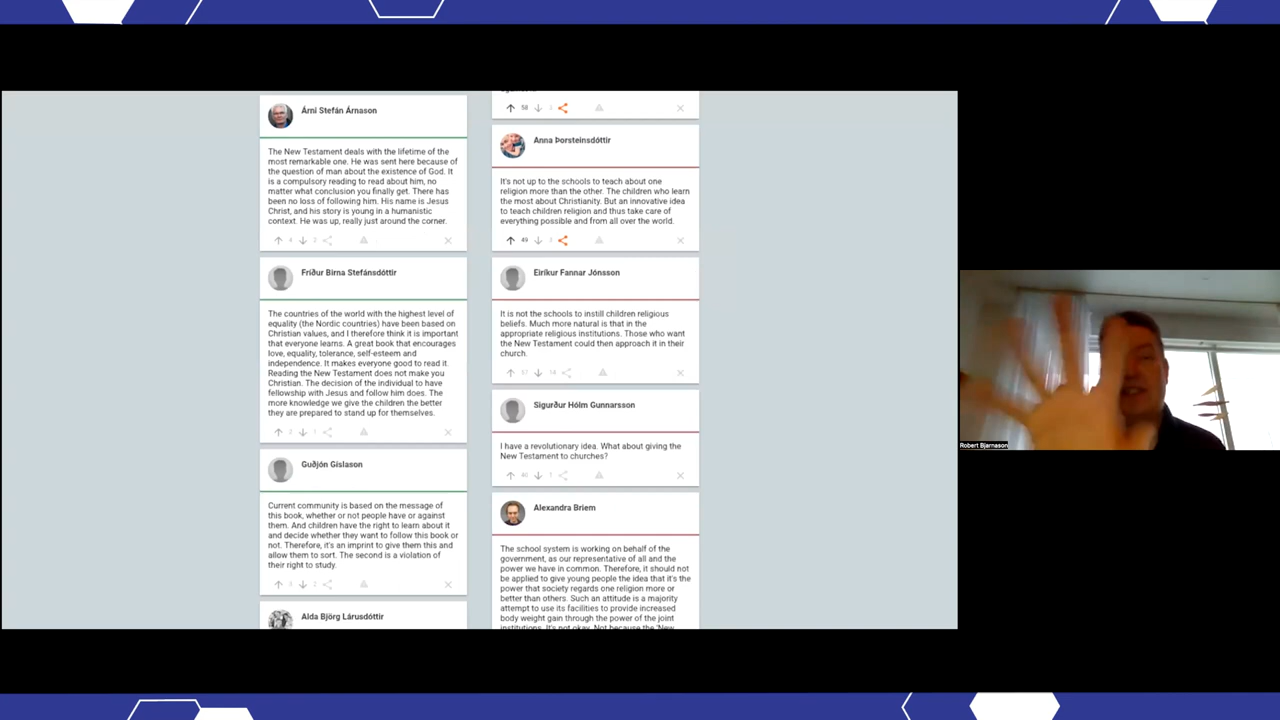 Árni Stefán Árnason
The New Testament deals with the lifetime of the
most remarkable one. He was sent here because of
the question of man about the existence of God. It
is a compulsory reading to read about him, no
matter what conclusion you finally get. There has
been no loss of following him. His name is Jesus
Christ, and his story is young in a humanistic
context. He was up, really just around the corner.
4 2
Fríður Birna Stefánsdóttir
The countries of the world with the highest level of
equality (the Nordic countries) have been based on
Christian values, and I therefore think it is important
that everyone learns. A great book that encourages
love, equality, tolerance, self-esteem and
independence. It makes everyone good to read it.
Reading the New Testament does not make you
Christian. The decision of the individual to have
fellowship with Jesus and follow him does. The
more knowledge we give the children the better
they are prepared to stand up for themselves.
2 1
Guðjón Gíslason
Current community is based on the message of
this book, whether or not people have or against
them. And children have the right to learn about it
and decide whether they want to follow this book or
not. Therefore, it's an imprint to give them this and
allow them to sort. The second is a violation of
their right to study.
2
Alda Björg Lárusdóttir
58
Anna Þorsteinsdóttir
It's not up to the schools to teach about one
religion more than the other. The children who learn
the most about Christianity. But an innovative idea
to teach children religion and thus take care of
everything possible and from all over the world.
49
Eiríkur Fannar Jónsson
It is not the schools to instill children religious
beliefs. Much more natural is that in the
appropriate religious institutions. Those who want
the New Testament could then approach it in their
church.
Sigurður Hólm Gunnarsson
I have a revolutionary idea. What about giving the
New Testament to churches?
Alexandra Briem
The school system is working on behalf of the
government, as our representative of all and the
power we have in common. Therefore, it should not
be applied to give young people the idea that it's the
power that society regards one religion more or
better than others. Such an attitude is a majority
attempt to use its facilities to provide increased
body weight gain through the power of the joint
institutions. It's not okay. Not because the 'New
Robert Bjarnason